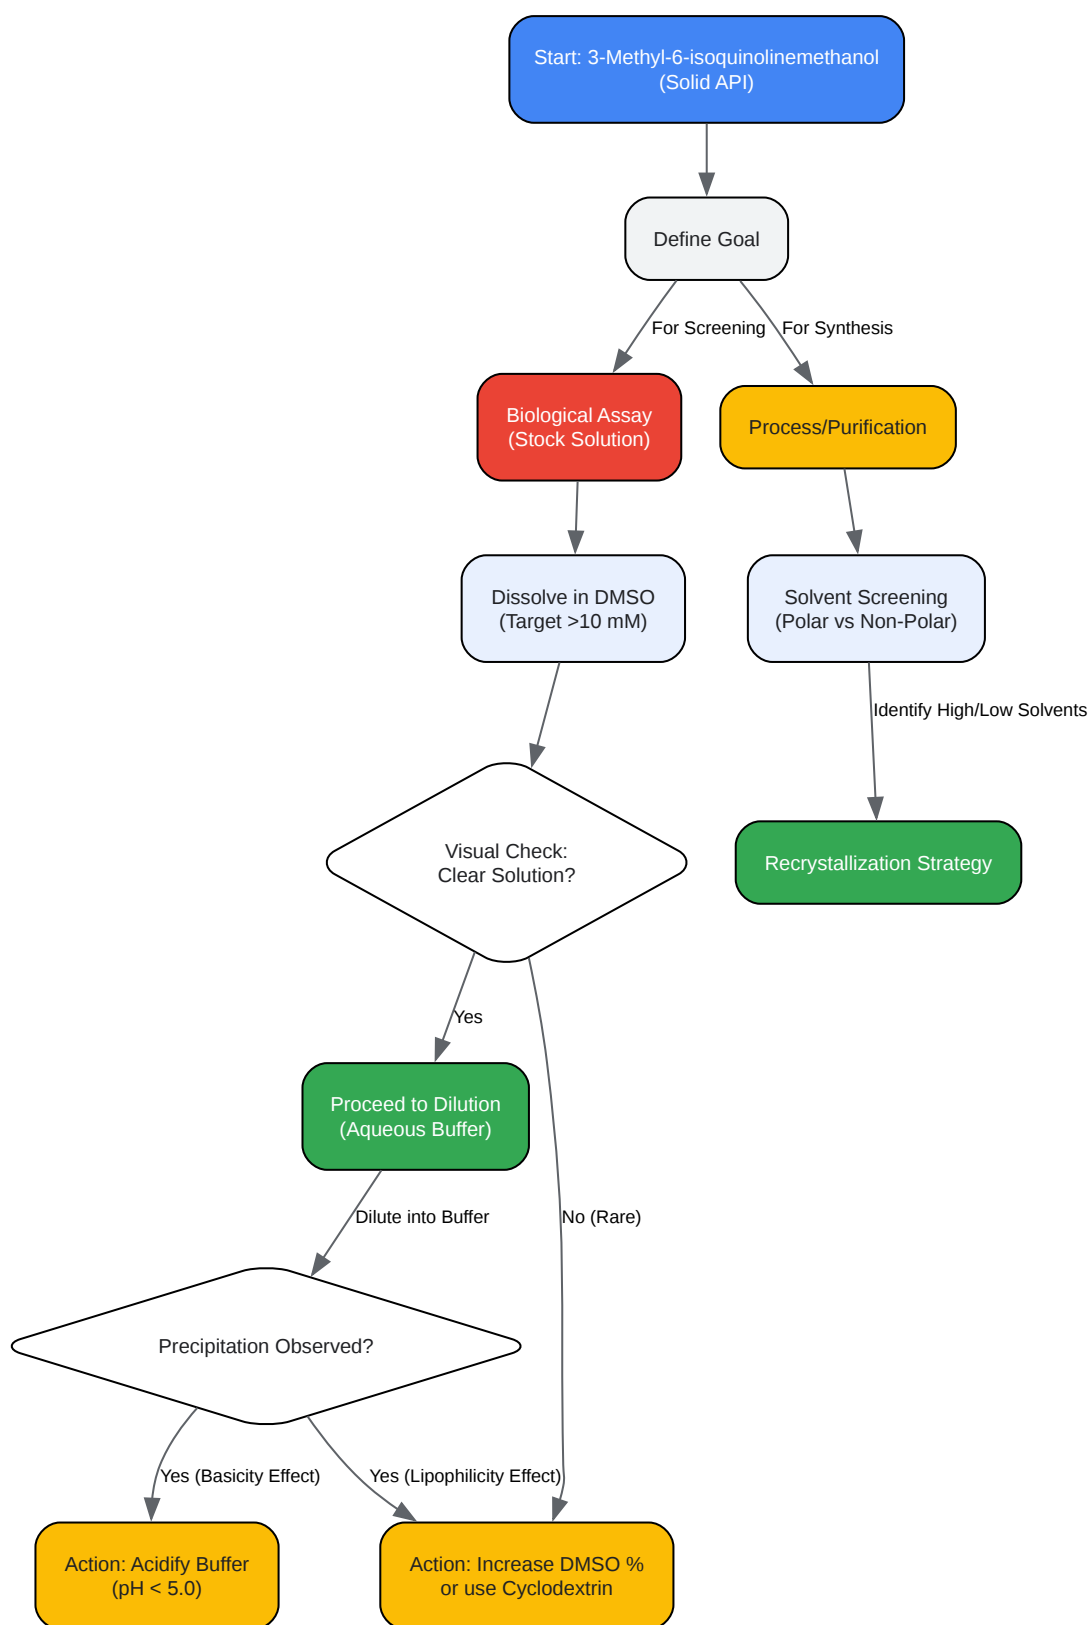 Start: 3-Methyl-6-isoquinolinemethanol
(Solid API)
Define Goal
For Screening
For Synthesis
Biological Assay
(Stock Solution)
Process/Purification
Dissolve in DMSO
(Target >10 mM)
Solvent Screening
(Polar vs Non-Polar)
Identify High/Low Solvents
Visual Check:
Clear Solution?
Recrystallization Strategy
Yes
Proceed to Dilution
(Aqueous Buffer)
Dilute into Buffer
No (Rare)
Precipitation Observed?
Yes (Basicity Effect)
Yes (Lipophilicity Effect)
Action: Acidify Buffer
(pH < 5.0)
Action: Increase DMSO %
or use Cyclodextrin